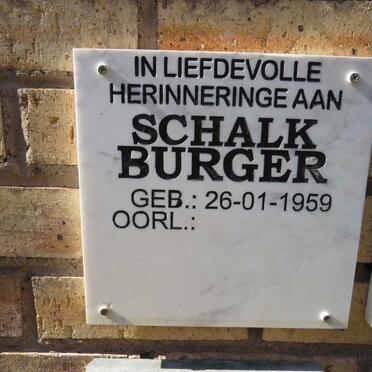 IN LIEFDEVOLLE
HERINNERINGE AAN
SCHALK
BURGER
GEB.: 26-01-1959
OORL.: